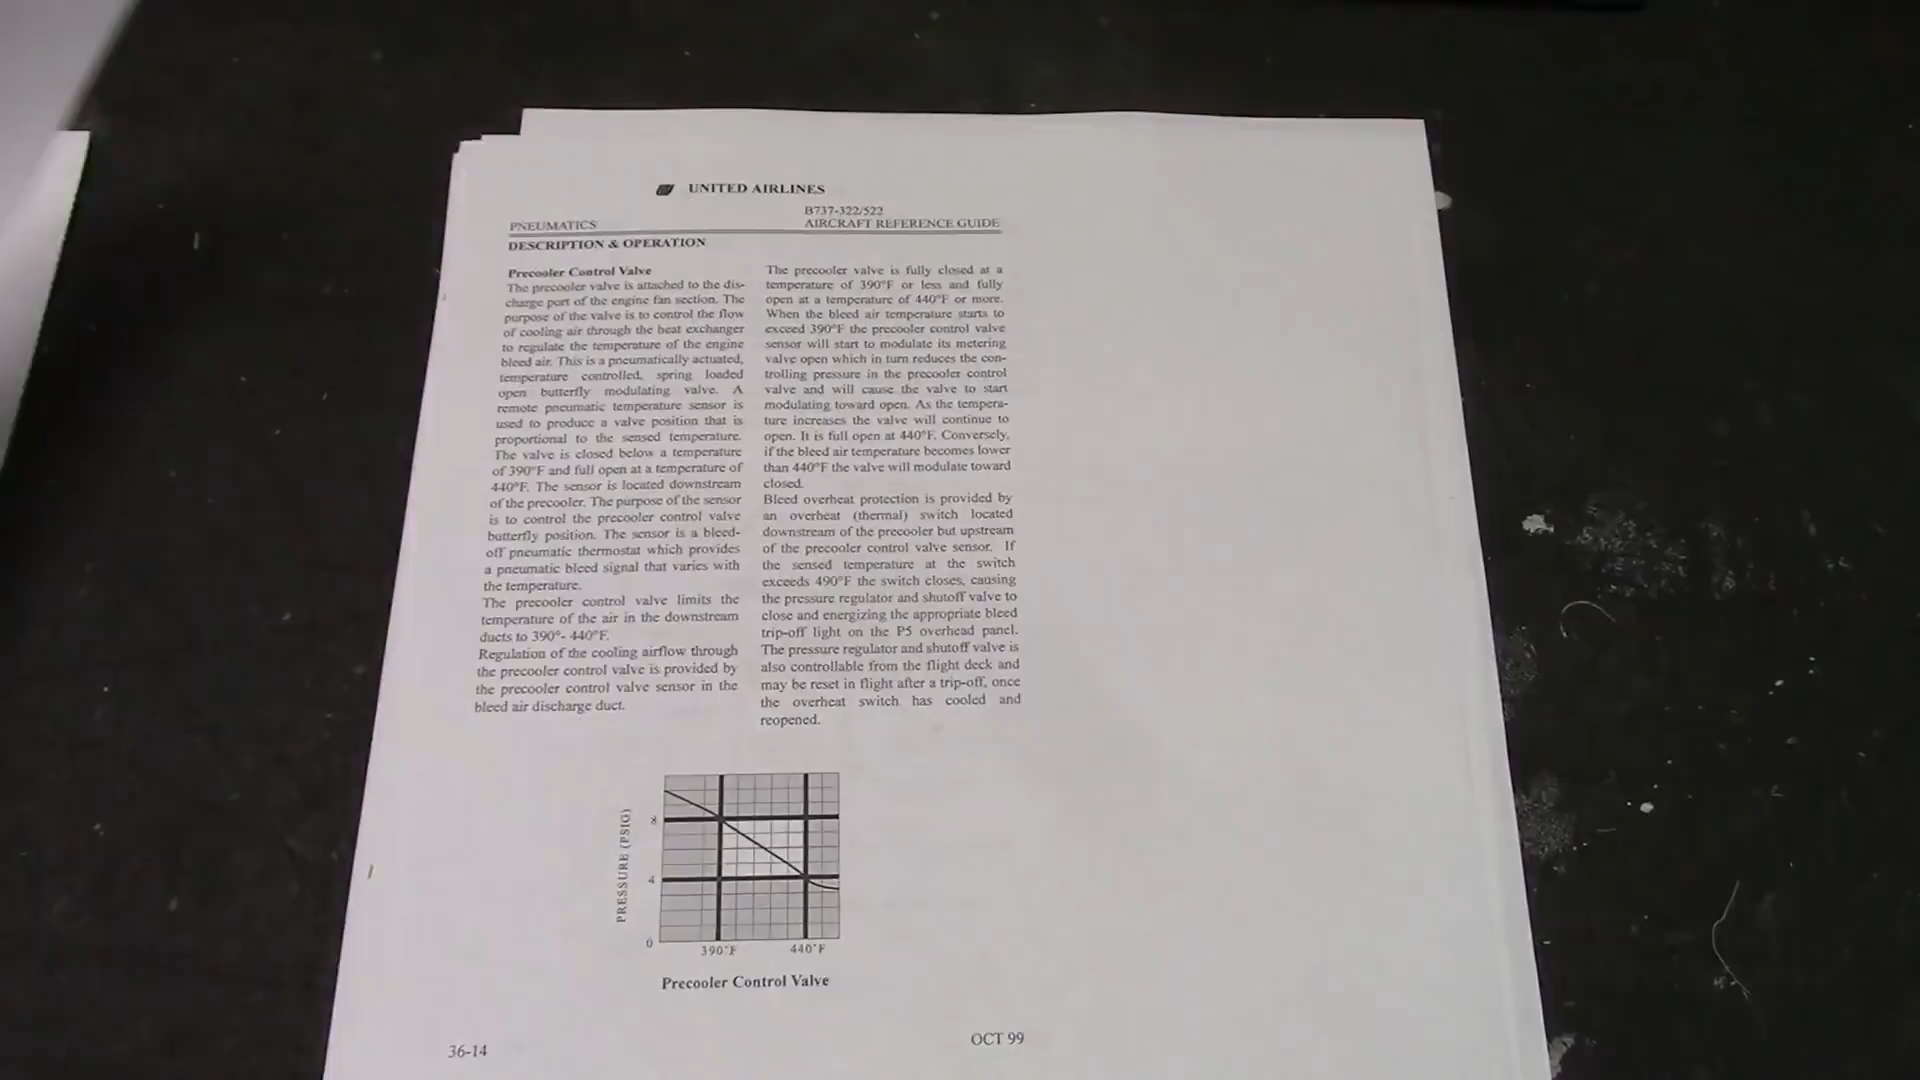 UNITED AIRLINES
B737-322/522
PNEUMATICS
AIRCRAFT REFERENCE GUIDE
DESCRIPTION & OPERATION
Precooler Control Valve
The precooler valve is attached to the dis-
charge port of the engine fan section. The
purpose of the valve is to control the flow
of cooling air through the heat exchanger
to regulate the temperature of the engine
bleed air. This is a pneumatically actuated,
temperature controlled, spring loaded
open butterfly modulating valve. A
remote pneumatic temperature sensor is
used to produce a valve position that is
proportional to the sensed temperature.
The valve is closed below a temperature
of 390°F and full open at a temperature of
440°F. The sensor is located downstream
of the precooler. The purpose of the sensor
is to control the precooler control valve
butterfly position. The sensor is a bleed-
off pneumatic thermostat which provides
a pneumatic bleed signal that varies with
the temperature.
The precooler control valve limits the
temperature of the air in the downstream
ducts to 390°- 440°F.
Regulation of the cooling airflow through
the precooler control valve is provided by
the precooler control valve sensor in the
bleed air discharge duct.
The precooler valve is fully closed at a
temperature of 390°F or less and fully
open at a temperature of 440°F or more.
When the bleed air temperature starts to
exceed 390°F the precooler control valve
sensor will start to modulate its metering
valve open which in turn reduces the con-
trolling pressure in the precooler control
valve and will cause the valve to start
modulating toward open. As the tempera-
ture increases the valve will continue to
open. It is full open at 440°F. Conversely,
if the bleed air temperature becomes lower
than 440°F the valve will modulate toward
closed.
Bleed overheat protection is provided by
an overheat (thermal) switch located
downstream of the precooler but upstream
of the precooler control valve sensor. If
the sensed temperature at the switch
exceeds 490°F the switch closes, causing
the pressure regulator and shutoff valve to
close and energizing the appropriate bleed
trip-off light on the P5 overhead panel.
The pressure regulator and shutoff valve is
also controllable from the flight deck and
may be reset in flight after a trip-off, once
the overheat switch has cooled and
reopened.
PRESSURE (PSIG)
8
4
0
390°F
440°F
Precooler Control Valve
36-14
OCT 99